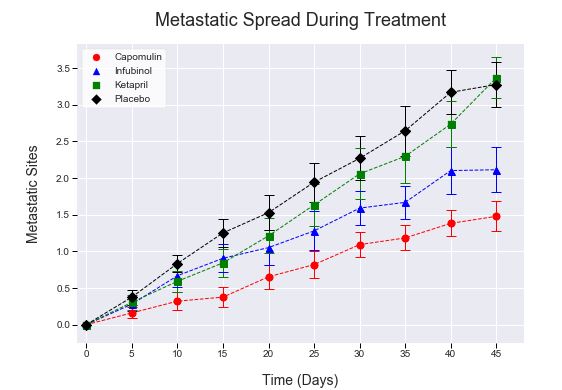 Metastatic Spread During Treatment
Capomulin
Infubinol
Ketapril
Placebo
3.5
3.0
2.5
2.0
1.5
1.0
0.5
0.0
Metastatic Sites
0 5 10 15 20 25 30 35 40 45
Time (Days)